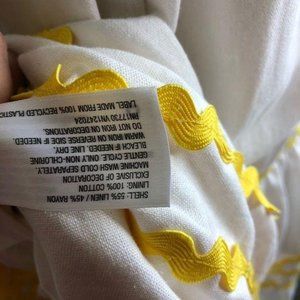 SHELL: 55% LINEN / 45% RAYON
LINING: 100% COTTON
EXCLUSIVE OF DECORATION
MACHINE WASH COLD SEPARATELY.
GENTLE CYCLE. ONLY NON-CHLORINE
BLEACH IF NEEDED. LINE DRY.
WARM IRON ON REVERSE SIDE IF NEEDED.
DO NOT IRON ON DECORATIONS.
RN17730 VN1247024
LABEL: MADE FROM 100% RECYCLED PLASTIC